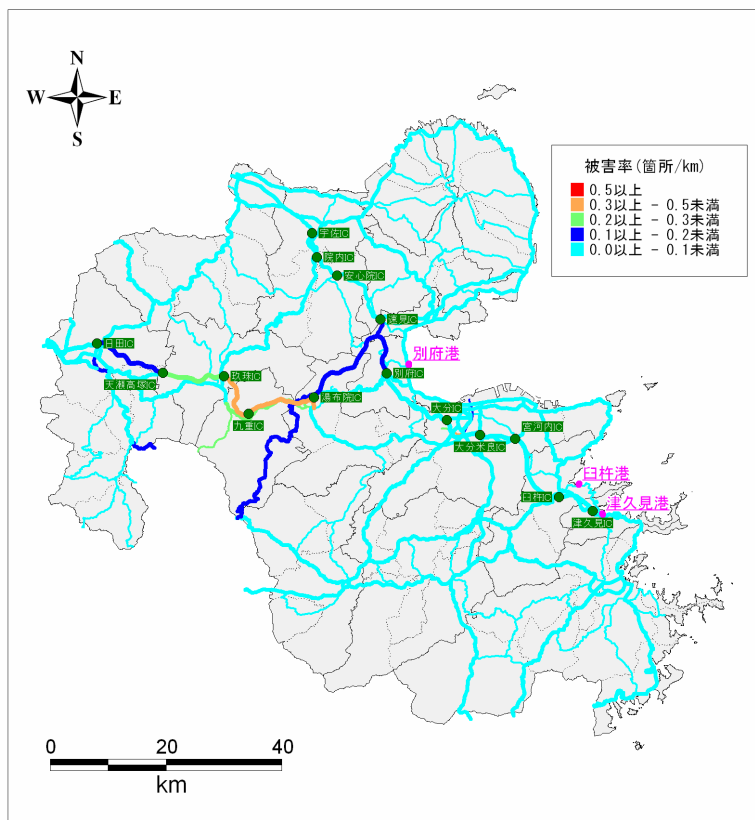 N
W E
S
被害率(箇所/km)
0.5以上
0.3以上 - 0.5未満
0.2以上 - 0.3未満
0.1以上 - 0.2未満
0.0以上 - 0.1未満
宇佐IC
院内IC
安心院IC
速見IC
日田IC
別府港
天瀬高塚IC
玖珠IC
別府IC
湯布院IC
九重IC
大分IC
大分米良IC
宮河内IC
臼杵港
臼杵IC
津久見港
津久見IC
0 20 40
km